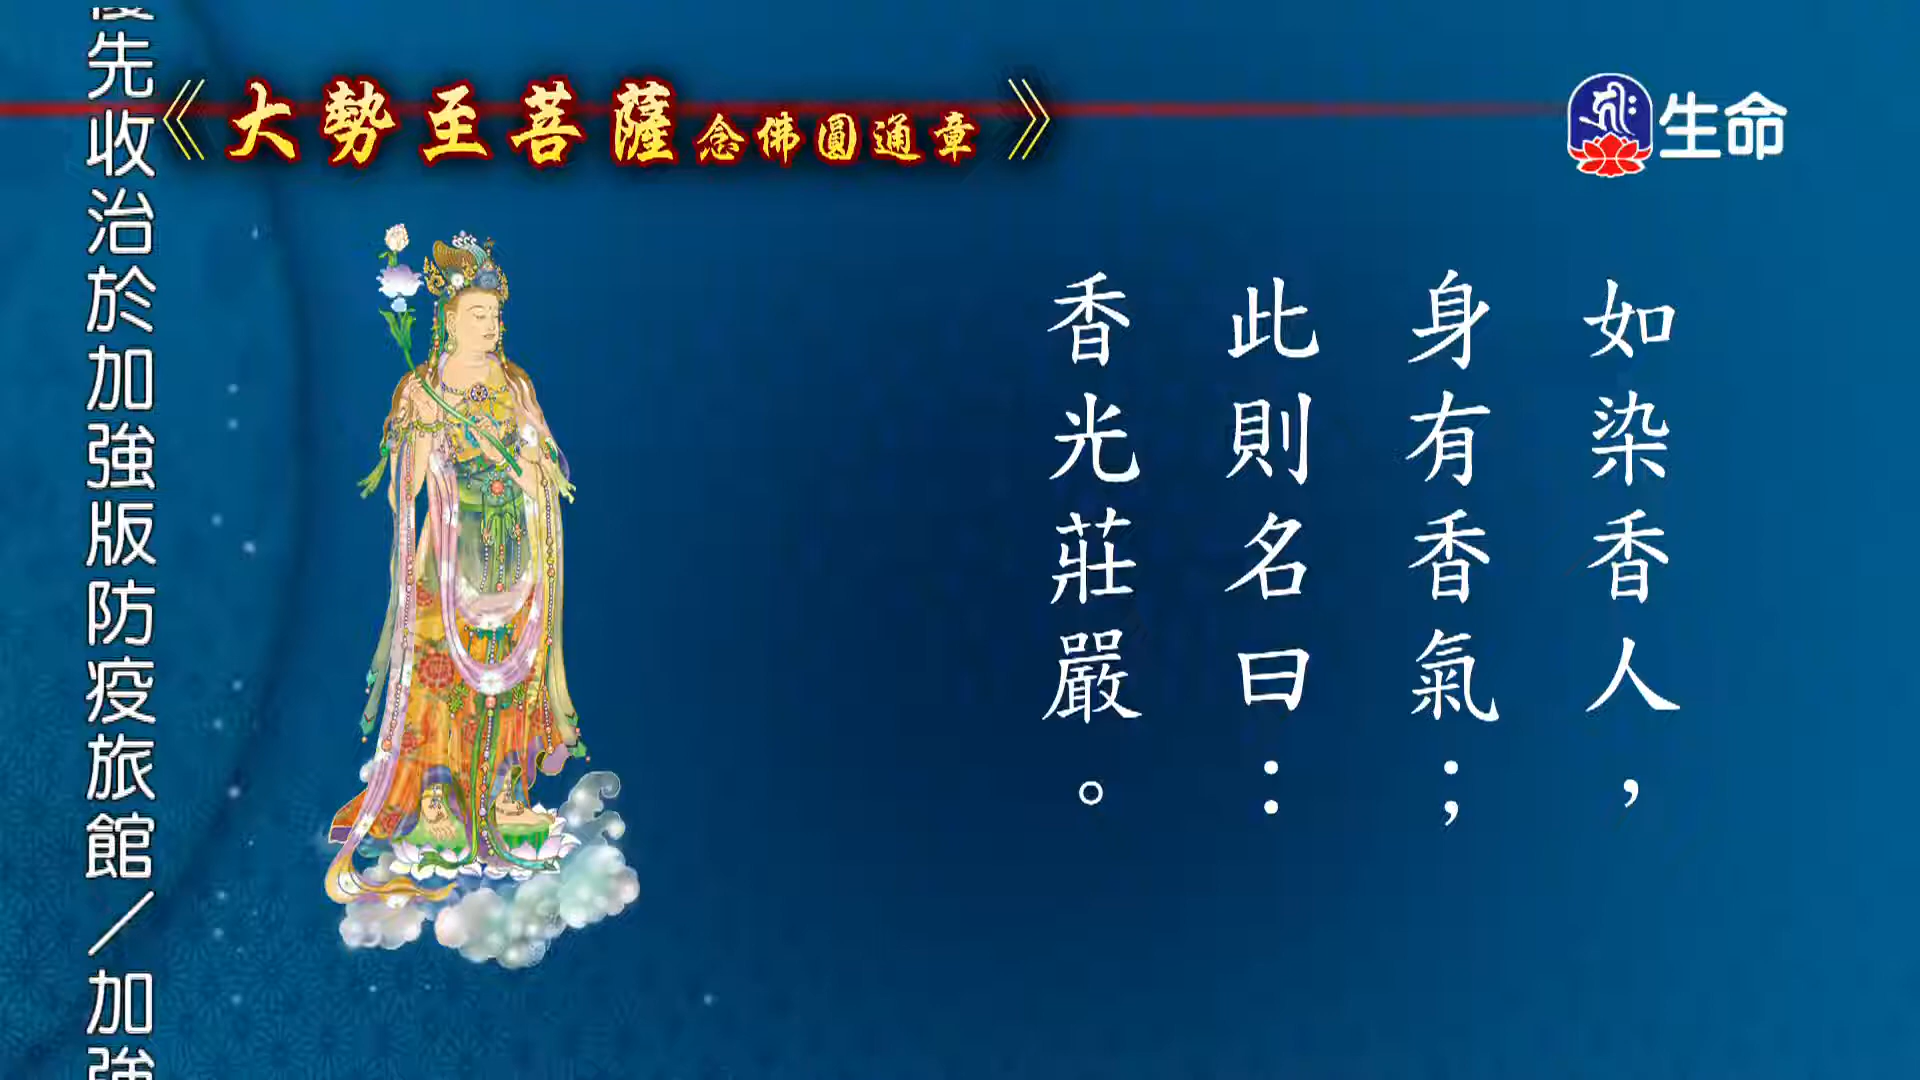 《大勢至菩薩念佛圓通章》
生命
如染香人，
身有香氣；
此則名曰：
香光莊嚴。
優先收治於加強版防疫旅館／加強